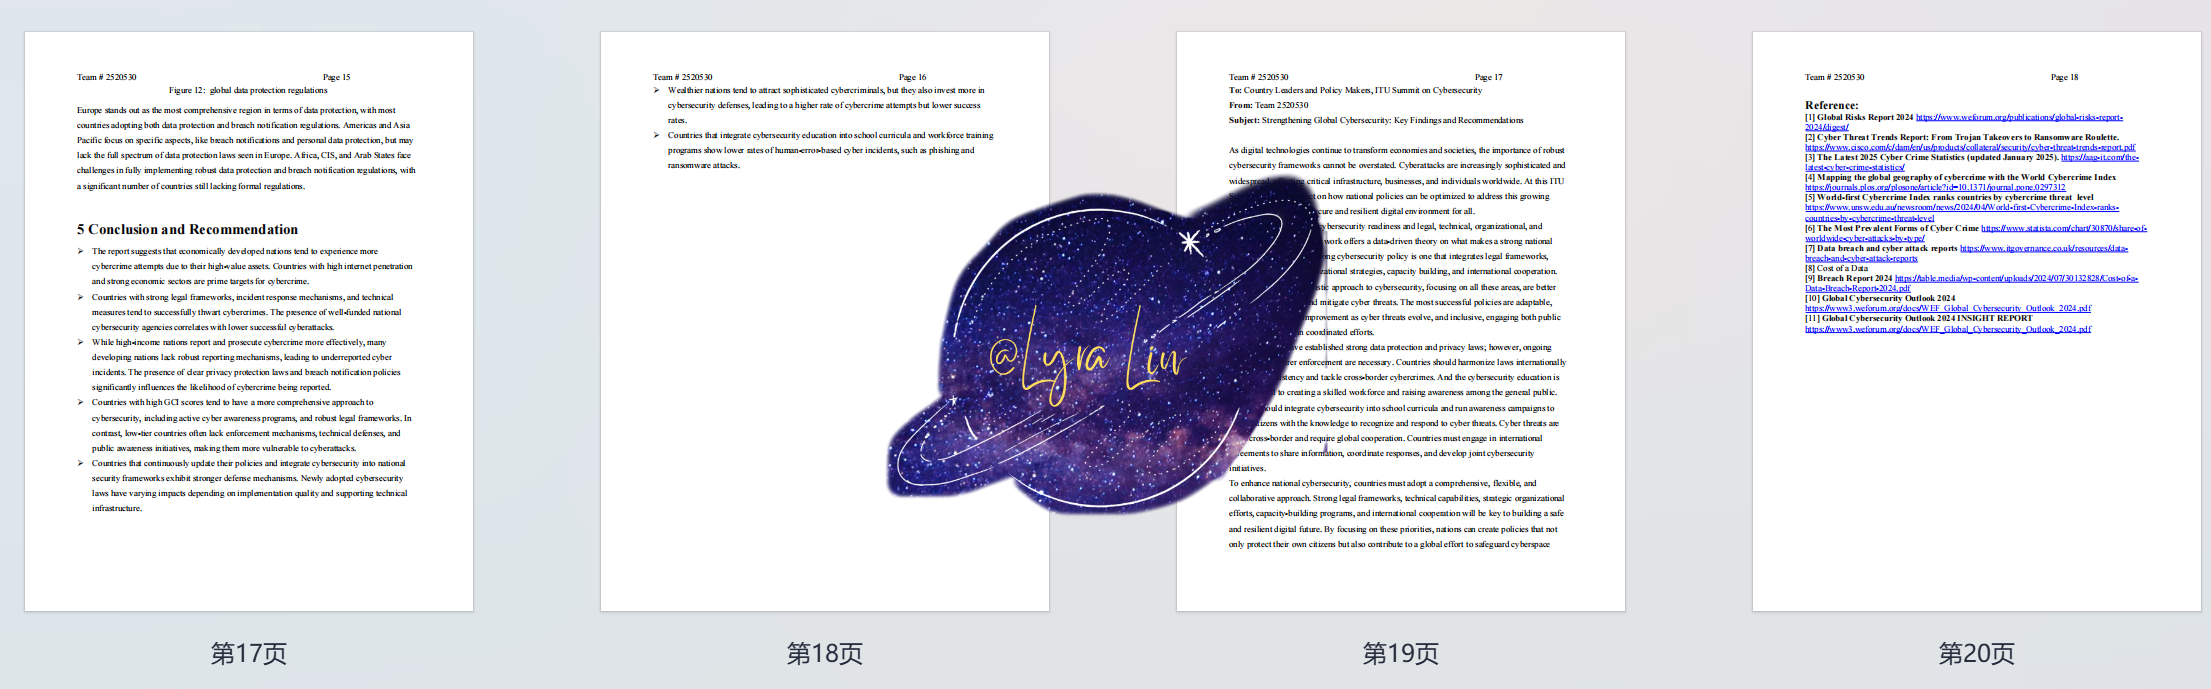 Team # 2520530 Page 15
Figure 12: global data protection regulations
Europe stands out as the most comprehensive region in terms of data protection, with most
countries adopting both data protection and breach notification regulations. Americas and Asia
Pacific focus on specific aspects, like breach notifications and personal data protection, but may
lack the full spectrum of data protection laws seen in Europe. Africa, CIS, and Arab States face
challenges in fully implementing robust data protection and breach notification regulations, with
a significant number of countries still lacking formal regulations.
5 Conclusion and Recommendation
➢ The report suggests that economically developed nations tend to experience more
cybercrime attempts due to their high-value assets. Countries with high internet penetration
and strong economic sectors are prime targets for cybercrime.
➢ Countries with strong legal frameworks, incident response mechanisms, and technical
measures tend to successfully thwart cybercrimes. The presence of well-funded national
cybersecurity agencies correlates with lower successful cyberattacks.
➢ While high-income nations report and prosecute cybercrime more effectively, many
developing nations lack robust reporting mechanisms, leading to underreported cyber
incidents. The presence of clear privacy protection laws and breach notification policies
significantly influences the likelihood of cybercrime being reported.
➢ Countries with high GCI scores tend to have a more comprehensive approach to
cybersecurity, including active cyber awareness programs, and robust legal frameworks. In
contrast, low-tier countries often lack enforcement mechanisms, technical defenses, and
public awareness initiatives, making them more vulnerable to cyberattacks.
➢ Countries that continuously update their policies and integrate cybersecurity into national
security frameworks exhibit stronger defense mechanisms. Newly adopted cybersecurity
laws have varying impacts depending on implementation quality and supporting technical
infrastructure.
第17页
Team # 2520530 Page 16
➢ Wealthier nations tend to attract sophisticated cybercriminals, but they also invest more in
cybersecurity defenses, leading to a higher rate of cybercrime attempts but lower success
rates.
➢ Countries that integrate cybersecurity education into school curricula and workforce training
programs show lower rates of human-error-based cyber incidents, such as phishing and
ransomware attacks.
@Lyra Lin
第18页
Team # 2520530 Page 17
To: Country Leaders and Policy Makers, ITU Summit on Cybersecurity
From: Team 2520530
Subject: Strengthening Global Cybersecurity: Key Findings and Recommendations
As digital technologies continue to transform economies and societies, the importance of robust
cybersecurity frameworks cannot be overstated. Cyberattacks are increasingly sophisticated and
critical infrastructure, businesses, and individuals worldwide. At this ITU
on how national policies can be optimized to address this growing
and resilient digital environment for all.
cybersecurity readiness and legal, technical, organizational, and
work offers a data-driven theory on what makes a strong national
cybersecurity policy is one that integrates legal frameworks,
strategies, capacity building, and international cooperation.
approach to cybersecurity, focusing on all these areas, are better
mitigate cyber threats. The most successful policies are adaptable,
as cyber threats evolve, and inclusive, engaging both public
coordinated efforts.
established strong data protection and privacy laws; however, ongoing
enforcement are necessary. Countries should harmonize laws internationally
and tackle cross-border cybercrimes. And the cybersecurity education is
to creating a skilled workforce and raising awareness among the general public.
should integrate cybersecurity into school curricula and run awareness campaigns to
with the knowledge to recognize and respond to cyber threats. Cyber threats are
cross-border and require global cooperation. Countries must engage in international
to share information, coordinate responses, and develop joint cybersecurity
initiatives.
To enhance national cybersecurity, countries must adopt a comprehensive, flexible, and
collaborative approach. Strong legal frameworks, technical capabilities, strategic organizational
efforts, capacity-building programs, and international cooperation will be key to building a safe
and resilient digital future. By focusing on these priorities, nations can create policies that not
only protect their own citizens but also contribute to a global effort to safeguard cyberspace
第19页
Team # 2520530 Page 18
Reference:
[1] Global Risks Report 2024 https://www.weforum.org/publications/global-risks-report-
2024/digest/
[2] Cyber Threat Trends Report: From Trojan Takeovers to Ransomware Roulette.
https://www.cisco.com/c/dam/en/us/products/collateral/security/cyber-threat-trends-report.pdf
[3] The Latest 2025 Cyber Crime Statistics (updated January 2025). https://aag-it.com/the-
latest-cyber-crime-statistics/
[4] Mapping the global geography of cybercrime with the World Cybercrime Index
https://journals.plos.org/plosone/article?id=10.1371/journal.pone.0297312
[5] World-first Cybercrime Index ranks countries by cybercrime threat level
https://www.unsw.edu.au/newsroom/news/2024/04/World-first-Cybercrime-Index-ranks-
countries-by-cybercrime-threat-level
[6] The Most Prevalent Forms of Cyber Crime https://www.statista.com/chart/30870/share-of-
worldwide-cyber-attacks-by-type/
[7] Data breach and cyber attack reports https://www.itgovernance.co.uk/resources/data-
breach-and-cyber-attack-reports
[8] Cost of a Data
[9] Breach Report 2024 https://table.media/wp-content/uploads/2024/07/30132828/Cost-of-a-
Data-Breach-Report-2024.pdf
[10] Global Cybersecurity Outlook 2024
https://www3.weforum.org/docs/WEF_Global_Cybersecurity_Outlook_2024.pdf
[11] Global Cybersecurity Outlook 2024 INSIGHT REPORT
https://www3.weforum.org/docs/WEF_Global_Cybersecurity_Outlook_2024.pdf
第20页